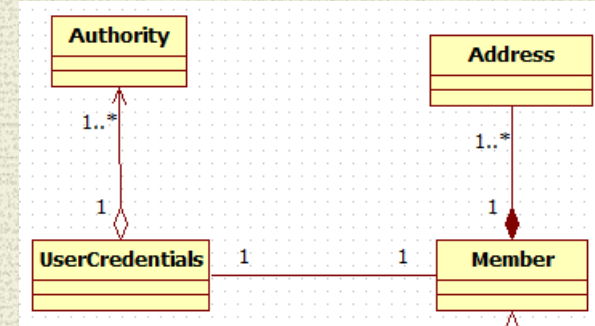 Authority
Address
1..*
1..*
1
1
UserCredentials
1
1
Member